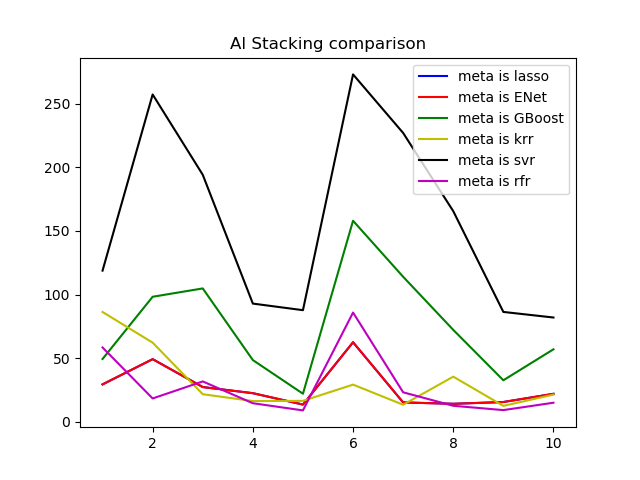 Al Stacking comparison
meta is lasso
meta is ENet
meta is GBoost
meta is krr
meta is svr
meta is rfr
250
200
150
100
50
0
2
4
6
8
10